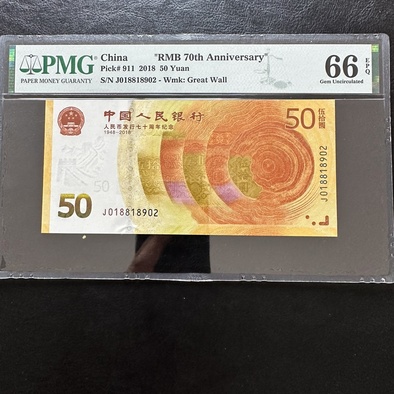 PMG
PAPER MONEY GUARANTY
China "RMB 70th Anniversary"
Pick# 911 2018 50 Yuan
S/N J018818902 - Wmk: Great Wall
66 EPQ
Gem Uncirculated
中国人民银行
人民币发行七十周年纪念
1948-2018
50 伍拾圆
J018818902
50
50 J018818902